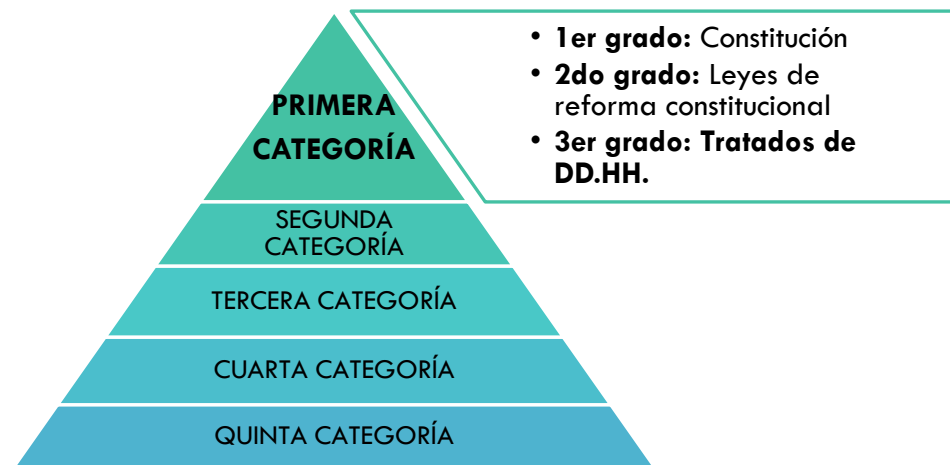 PRIMERA
CATEGORÍA
• 1er grado: Constitución
• 2do grado: Leyes de
reforma constitucional
• 3er grado: Tratados de
DD.HH.
SEGUNDA
CATEGORÍA
TERCERA CATEGORÍA
CUARTA CATEGORÍA
QUINTA CATEGORÍA